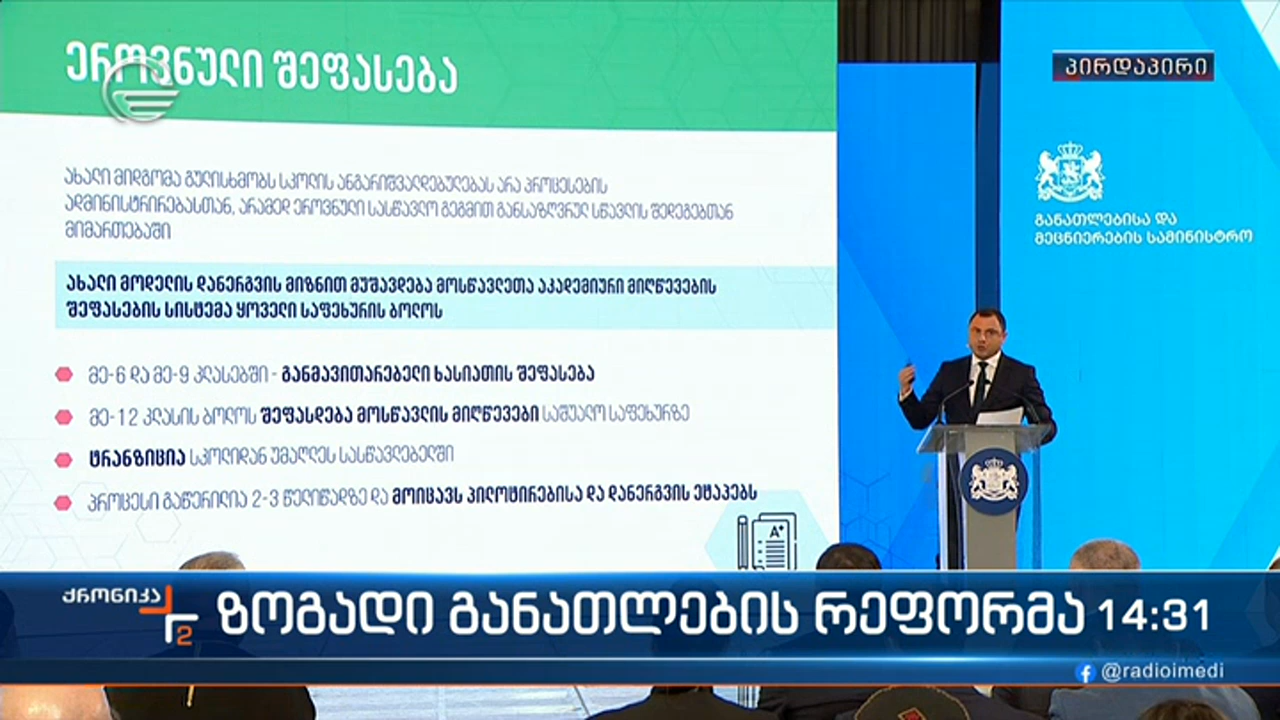 ეროვნული შეფასება
პირდაპირი
ახალი მიდგომა გულისხმობს სკოლის ანგარიშვალდებულებას არა პროცესების
ადმინისტრირებასთან, არამედ ეროვნული სასწავლო გეგმით განსაზღვრულ სწავლის შედეგებთან
მიმართებაში
განათლებისა და
მეცნიერების სამინისტრო
ახალი მოდელის დანერგვის მიზნით მუშავდება მოსწავლეთა აკადემიური მიღწევების
შეფასების სისტემა ყოველი საფეხურის ბოლოს
მე-6 და მე-9 კლასებში - განმავითარებელი ხასიათის შეფასება
მე-12 კლასის ბოლოს შეფასდება მოსწავლის მიღწევები საშუალო საფეხურზე
ტრანზიცია სკოლიდან უმაღლეს სასწავლებელში
პროცესი გაწერილია 2-3 წელიწადზე და მოიცავს პილოტირებისა და დანერგვის ეტაპებს
A+
ქრონიკა
2
ზოგადი განათლების რეფორმა 14:31
@radioimedi